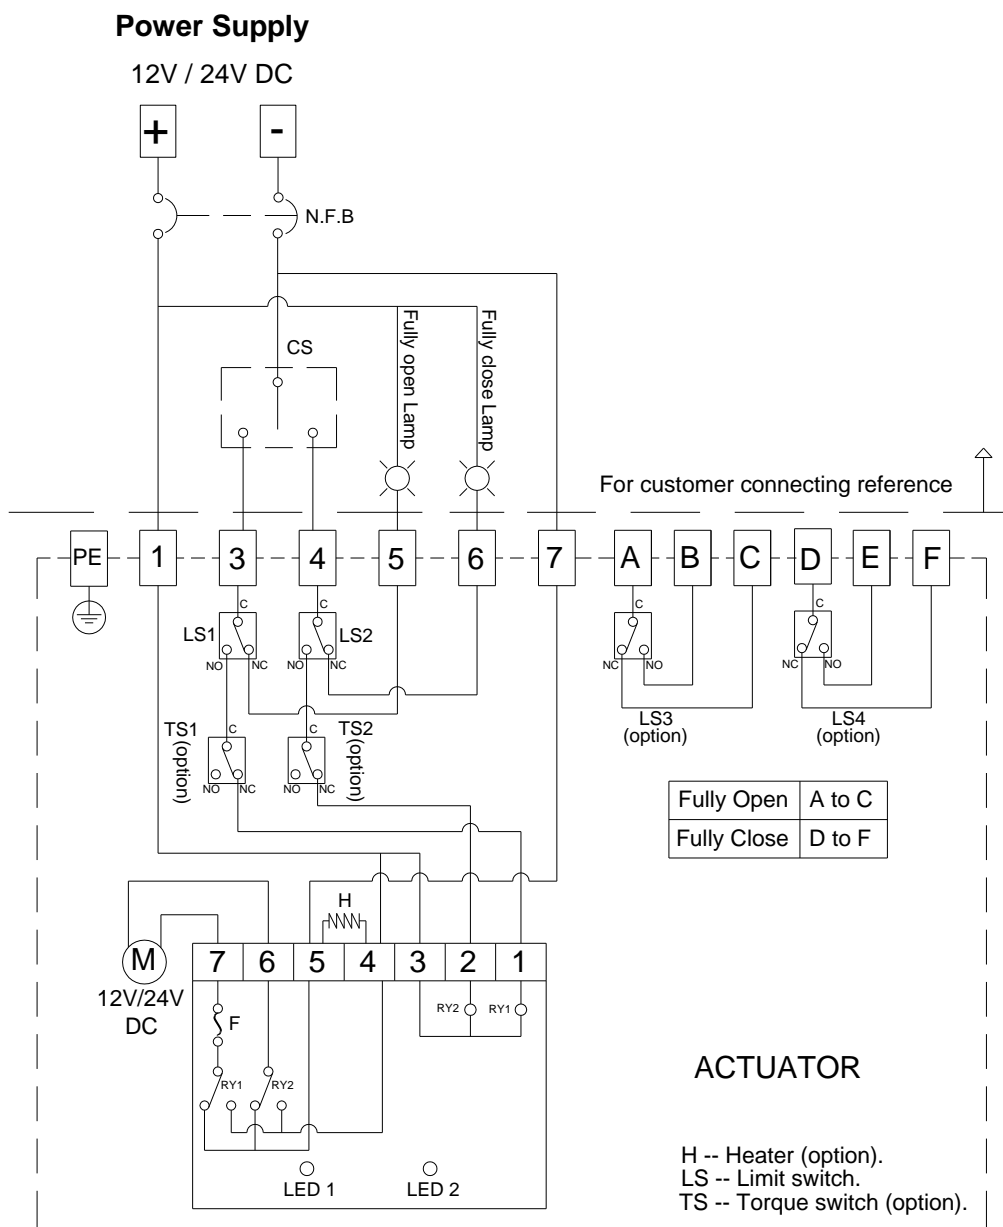 Power Supply
12V / 24V DC
+ -
N.F.B
CS
Fully open Lamp
Fully close Lamp
For customer connecting reference
PE 1 3 4 5 6 7 A B C D E F
C C C C
LS1 LS2
NO NC NO NC NC NO NC NO
LS3
(option)
LS4
(option)
TS1
(option)
C C
TS2
(option)
NO NC NO NC
Fully Open A to C
Fully Close D to F
H
M
7 6 5 4 3 2 1
12V/24V
DC
F
RY2 RY1
RY1 RY2
ACTUATOR
LED 1 LED 2
H -- Heater (option).
LS -- Limit switch.
TS -- Torque switch (option).